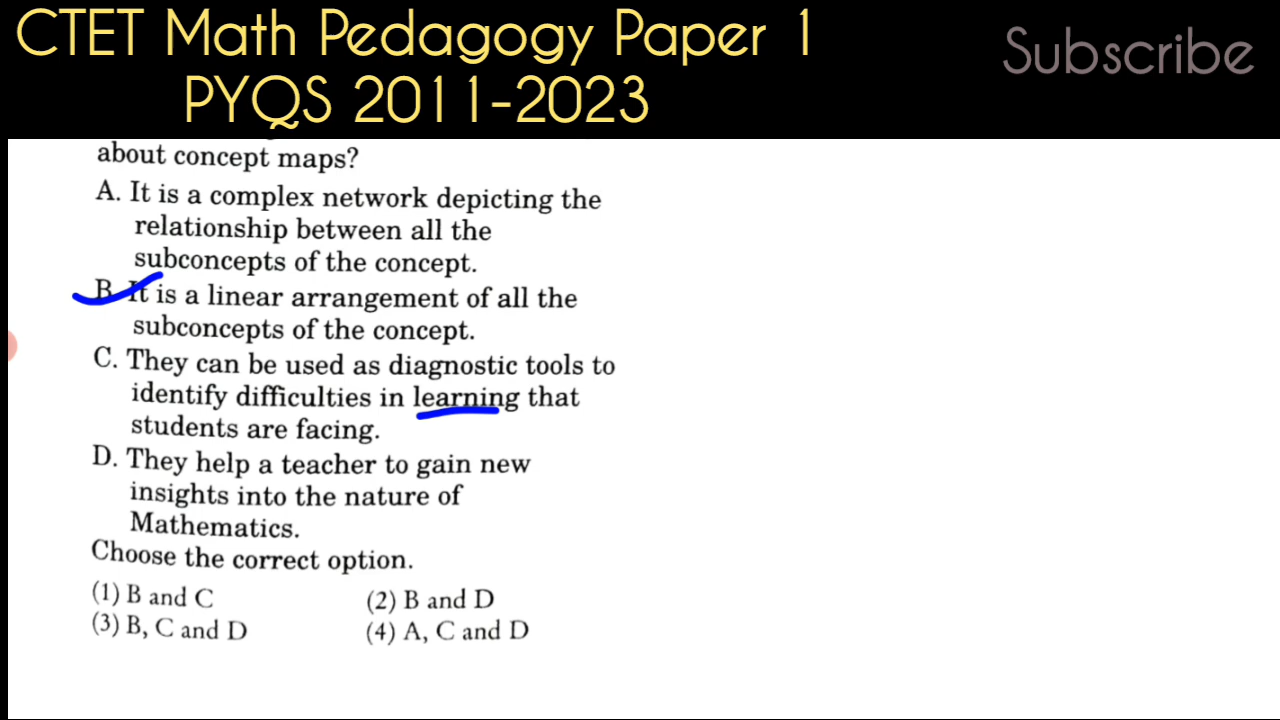 CTET Math Pedagogy Paper 1
PYQS 2011-2023
Subscribe
about concept maps?
A. It is a complex network depicting the
relationship between all the
subconcepts of the concept.
B. It is a linear arrangement of all the
subconcepts of the concept.
C. They can be used as diagnostic tools to
identify difficulties in learning that
students are facing.
D. They help a teacher to gain new
insights into the nature of
Mathematics.
Choose the correct option.
(1) B and C (2) B and D
(3) B, C and D (4) A, C and D